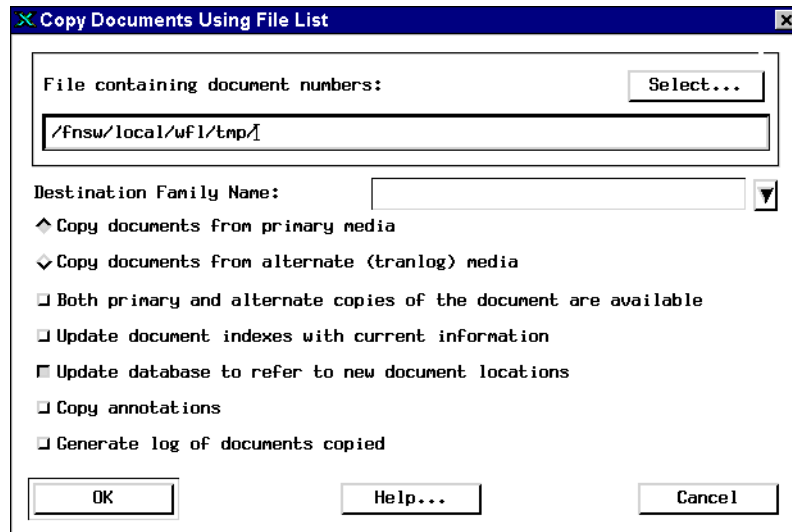 Copy Documents Using File List
File containing document numbers:
Select...
/fnsw/local/wfl/tmp/
Destination Family Name:
Copy documents from primary media
Copy documents from alternate (tranlog) media
Both primary and alternate copies of the document are available
Update document indexes with current information
Update database to refer to new document locations
Copy annotations
Generate log of documents copied
OK
Help...
Cancel